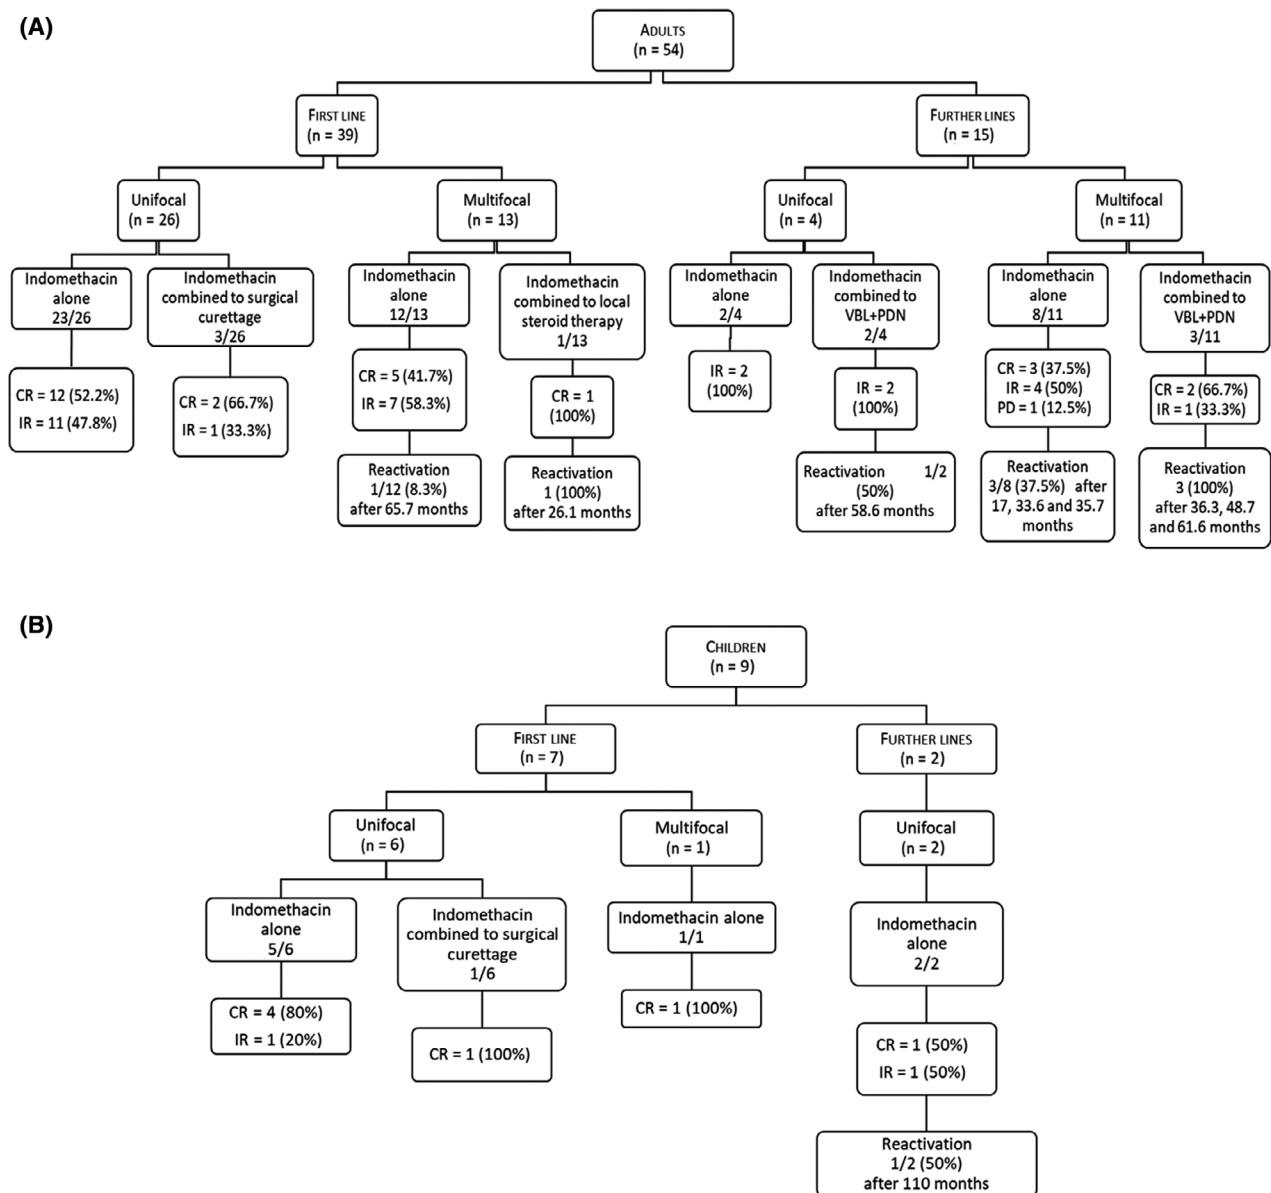 (A)
ADULTS
(n = 54)
FIRST LINE
(n = 39)
FURTHER LINES
(n = 15)
Unifocal
(n = 26)
Multifocal
(n = 13)
Unifocal
(n = 4)
Multifocal
(n = 11)
Indomethacin
alone
23/26
Indomethacin
combined to surgical
curettage
3/26
Indomethacin
alone
12/13
Indomethacin
combined to local
steroid therapy
1/13
Indomethacin
alone
2/4
Indomethacin
combined to
VBL+PDN
2/4
Indomethacin
alone
8/11
Indomethacin
combined to
VBL+PDN
3/11
CR = 12 (52.2%)
IR = 11 (47.8%)
CR = 2 (66.7%)
IR = 1 (33.3%)
CR = 5 (41.7%)
IR = 7 (58.3%)
CR = 1
(100%)
IR = 2
(100%)
IR = 2
(100%)
CR = 3 (37.5%)
IR = 4 (50%)
PD = 1 (12.5%)
CR = 2 (66.7%)
IR = 1 (33.3%)
Reactivation
1/12 (8.3%)
after 65.7 months
Reactivation
1 (100%)
after 26.1 months
Reactivation 1/2
(50%)
after 58.6 months
Reactivation
3/8 (37.5%) after
17, 33.6 and 35.7
months
Reactivation
3 (100%)
after 36.3, 48.7
and 61.6 months
(B)
CHILDREN
(n = 9)
FIRST LINE
(n = 7)
FURTHER LINES
(n = 2)
Unifocal
(n = 6)
Multifocal
(n = 1)
Unifocal
(n = 2)
Indomethacin
alone
5/6
Indomethacin
combined to surgical
curettage
1/6
Indomethacin alone
1/1
Indomethacin
alone
2/2
CR = 4 (80%)
IR = 1 (20%)
CR = 1 (100%)
CR = 1 (100%)
CR = 1 (50%)
IR = 1 (50%)
Reactivation
1/2 (50%)
after 110 months